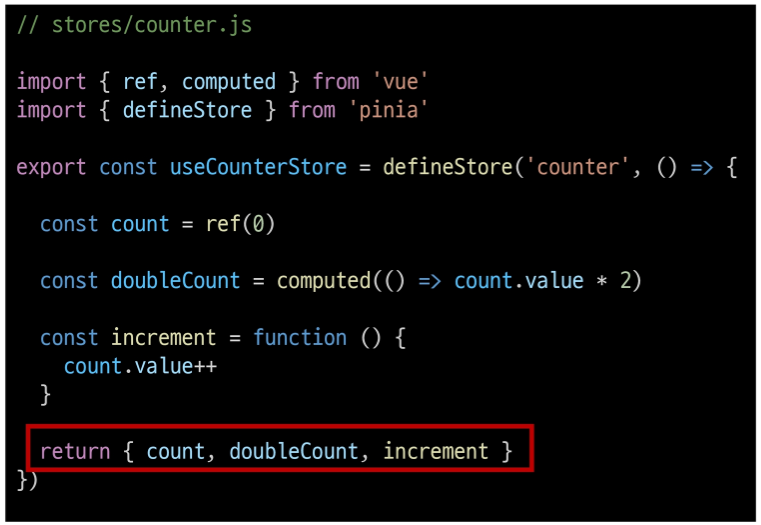 // stores/counter.js
import { ref, computed } from 'vue'
import { defineStore } from 'pinia'
export const useCounterStore = defineStore('counter', () => {
const count = ref(0)
const doubleCount = computed(() => count.value * 2)
const increment = function () {
count.value++
}
return { count, doubleCount, increment }
})